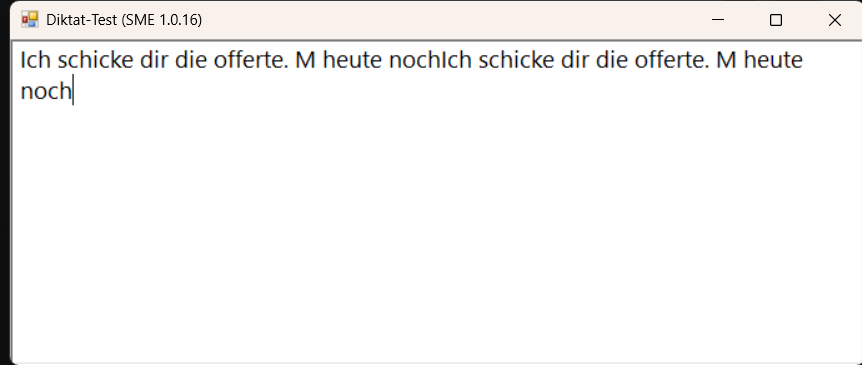 Diktat-Test (SME 1.0.16)
Ich schicke dir die offerte. M heute nochIch schicke dir die offerte. M heute
noch